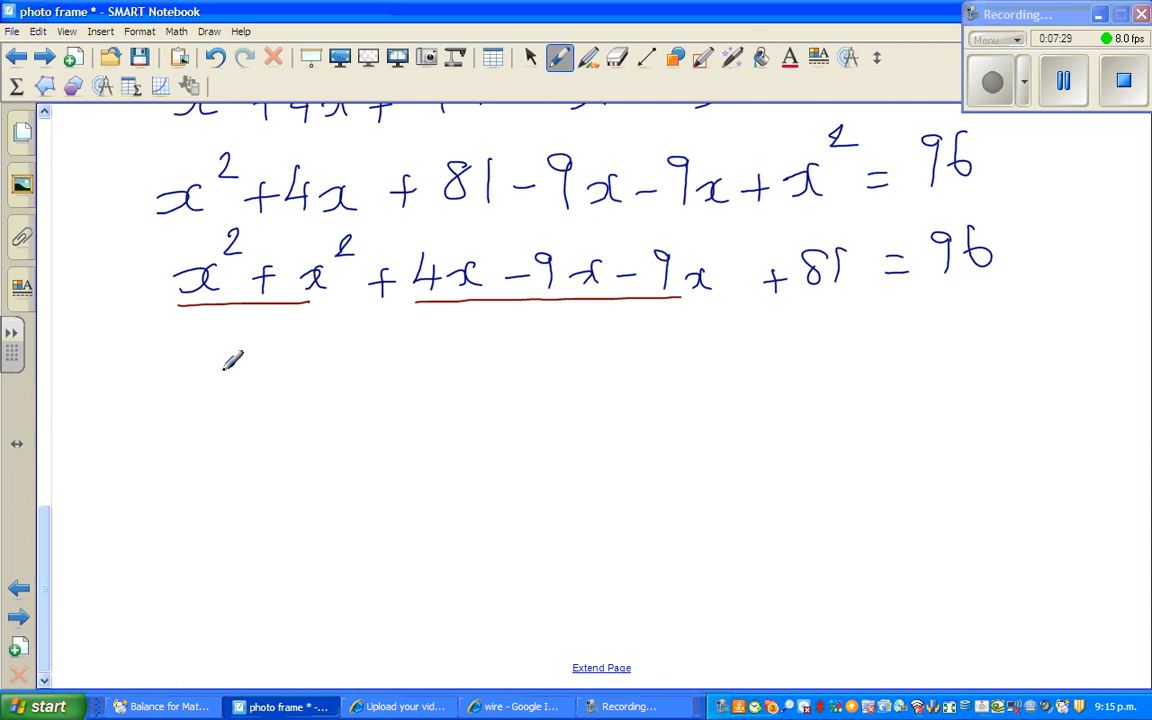 photo frame * - SMART Notebook
Recording...
File Edit View Insert Format Math Draw Help
Menu 0:07:29 8.0 fps
x² + 4x + 81 - 9x - 9x + x² = 96
x² + x² + 4x - 9x - 9x + 81 = 96
Extend Page
start Balance for Mat... photo frame * -... Upload your vid... wire - Google I... Recording... 9:15 p.m.